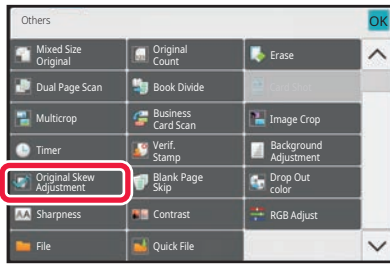 Others
OK
Mixed Size
Original
Original
Count
Erase
Dual Page Scan
Book Divide
Card Shot
Multicrop
Business
Card Scan
Image Crop
Timer
Verif.
Stamp
Background
Adjustment
Original Skew
Adjustment
Blank Page
Skip
Drop Out
color
Sharpness
Contrast
RGB Adjust
File
Quick File